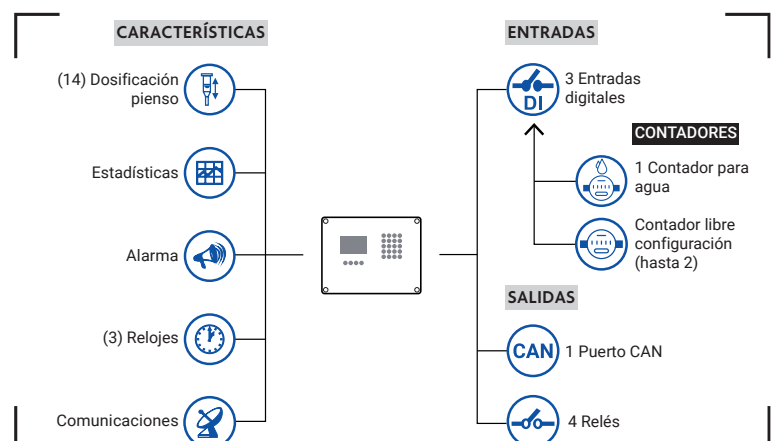 CARACTERÍSTICAS
(14) Dosificación
pienso
Estadísticas
Alarma
(3) Relojes
Comunicaciones
ENTRADAS
DI
3 Entradas
digitales
CONTADORES
1 Contador para
agua
Contador libre
configuración
(hasta 2)
SALIDAS
CAN
1 Puerto CAN
4 Relés